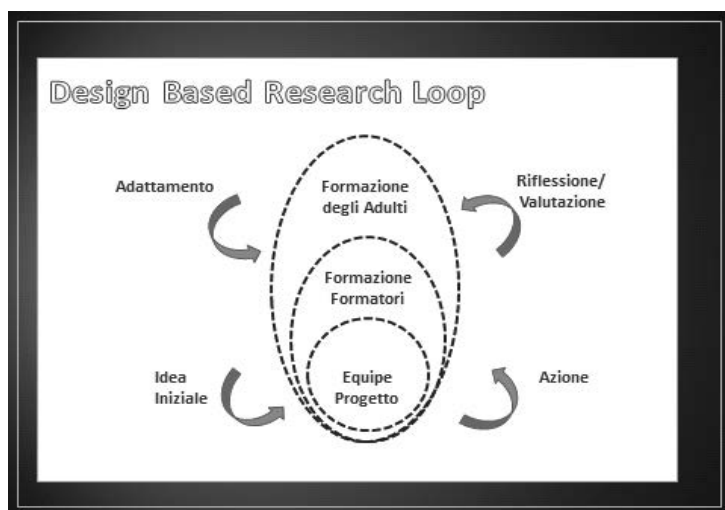 Design Based Research Loop
Adattamento
Formazione
degli Adulti
Riflessione/
Valutazione
Formazione
Formatori
Idea
Iniziale
Equipe
Progetto
Azione